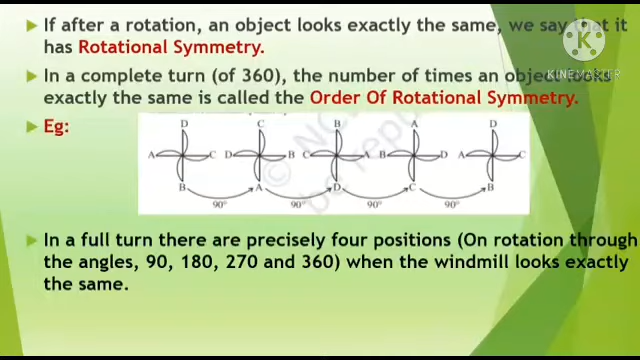 If after a rotation, an object looks exactly the same, we say that it
has Rotational Symmetry.
KINEMASTER
In a complete turn (of 360), the number of times an object looks
exactly the same is called the Order Of Rotational Symmetry.
Eg:
D C B A D
A C D B C A B D A C
B A D C B
90° 90° 90° 90°
In a full turn there are precisely four positions (On rotation through
the angles, 90, 180, 270 and 360) when the windmill looks exactly
the same.